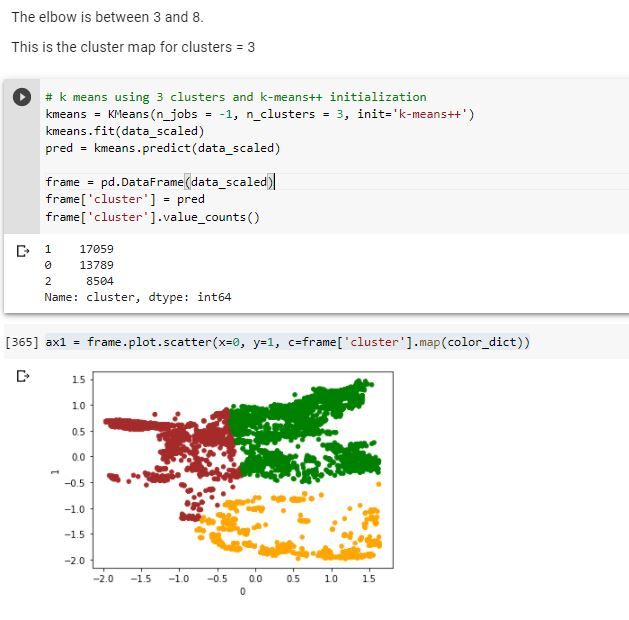 The elbow is between 3 and 8.
This is the cluster map for clusters = 3
# k means using 3 clusters and k-means++ initialization
kmeans = KMeans(n_jobs = -1, n_clusters = 3, init='k-means++')
kmeans.fit(data_scaled)
pred = kmeans.predict(data_scaled)
frame = pd.DataFrame(data_scaled)
frame['cluster'] = pred
frame['cluster'].value_counts()
1 17059
0 13789
2 8504
Name: cluster, dtype: int64
[365] ax1 = frame.plot.scatter(x=0, y=1, c=frame['cluster'].map(color_dict))
1.5
1.0
0.5
0.0
−0.5
−1.0
−1.5
−2.0
1
−2.0 −1.5 −1.0 −0.5 0.0 0.5 1.0 1.5
0